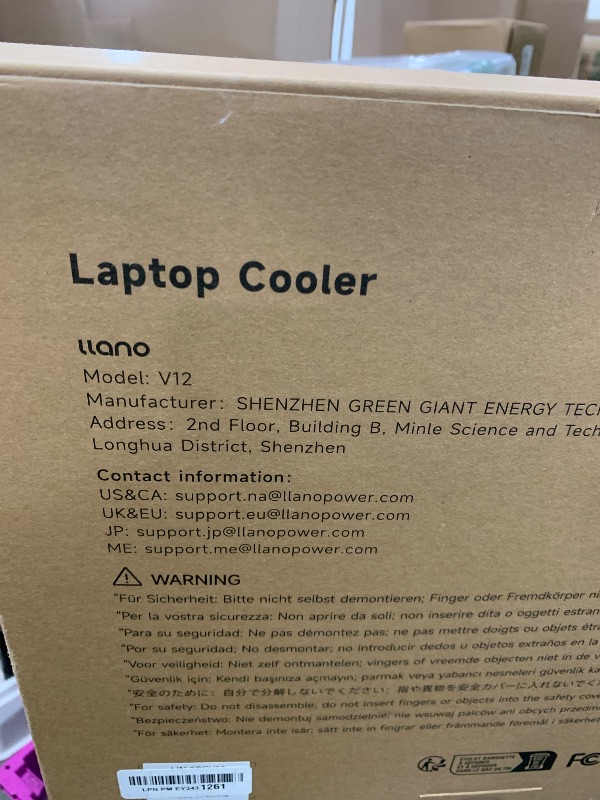 Laptop Cooler
llano
Model: V12
Manufacturer: SHENZHEN GREEN GIANT ENERGY
Address: 2nd Floor, Building B, Minle Science and
Longhua District, Shenzhen
Contact information:
US&CA: support.na@llanopower.com
UK&EU: support.eu@llanopower.com
JP: support.jp@llanopower.com
ME: support.me@llanopower.com
WARNING
"Für Sicherheit: Bitte nicht selbst demontieren; Finger oder Fremdkörper
"Per la vostra sicurezza: Non aprire da soli; non inserire dita o oggetti
"Para su seguridad: Ne pas démontez pas; ne pas mettre doigts ou objets
"Por su seguridad: No desmontar; no introducir dedos u objetos extraños en la
"Voor veiligheid: Niet zelf ontmantelen; vingers of vreemde objecten niet in de
"Güvenlik için: Kendi başınıza açmayın; parmak veya yabancı nesneleri güvenlik
"安全のために：自分で分解しないでください；指や異物を安全カバーに入れないで
"For safety: Do not disassemble; do not insert fingers or objects into the safety
"Bezpieczeństwo: Nie demontuj samodzielnie; nie wsuwaj palców ani obcych
"För säkerhet: Montera inte isär; sätt inte in fingrar eller främmande föremål i
LPN PM EY343 1261